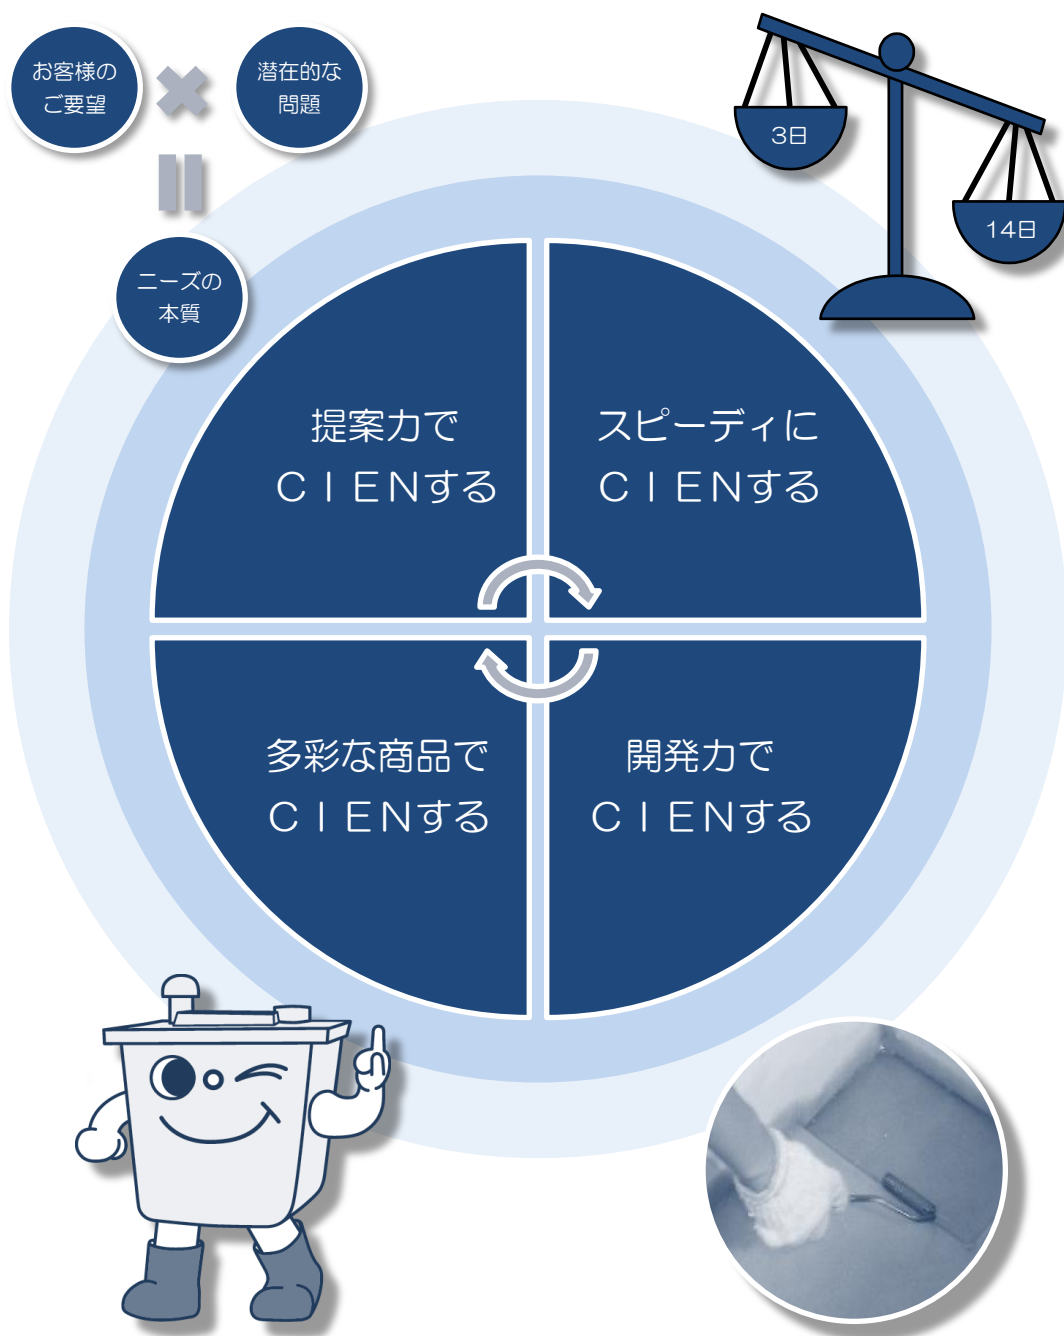 お客様の
ご要望
潜在的な
問題
ニーズの
本質
3日
14日
提案力で
ＣＩＥＮする
スピーディに
ＣＩＥＮする
多彩な商品で
ＣＩＥＮする
開発力で
ＣＩＥＮする